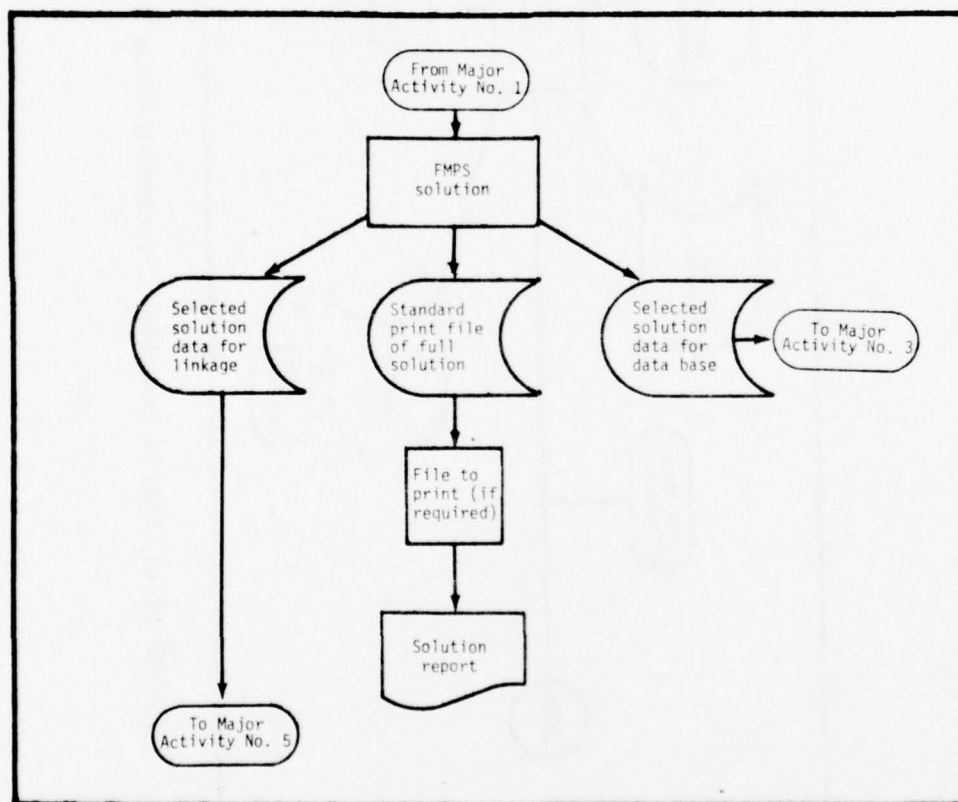 From Major
Activity No. 1
FMPS
solution
Selected
solution
data for
linkage
Standard
print file
of full
solution
Selected
solution
data for
data base
To Major
Activity No. 3
File to
print (if
required)
Solution
report
To Major
Activity No. 5